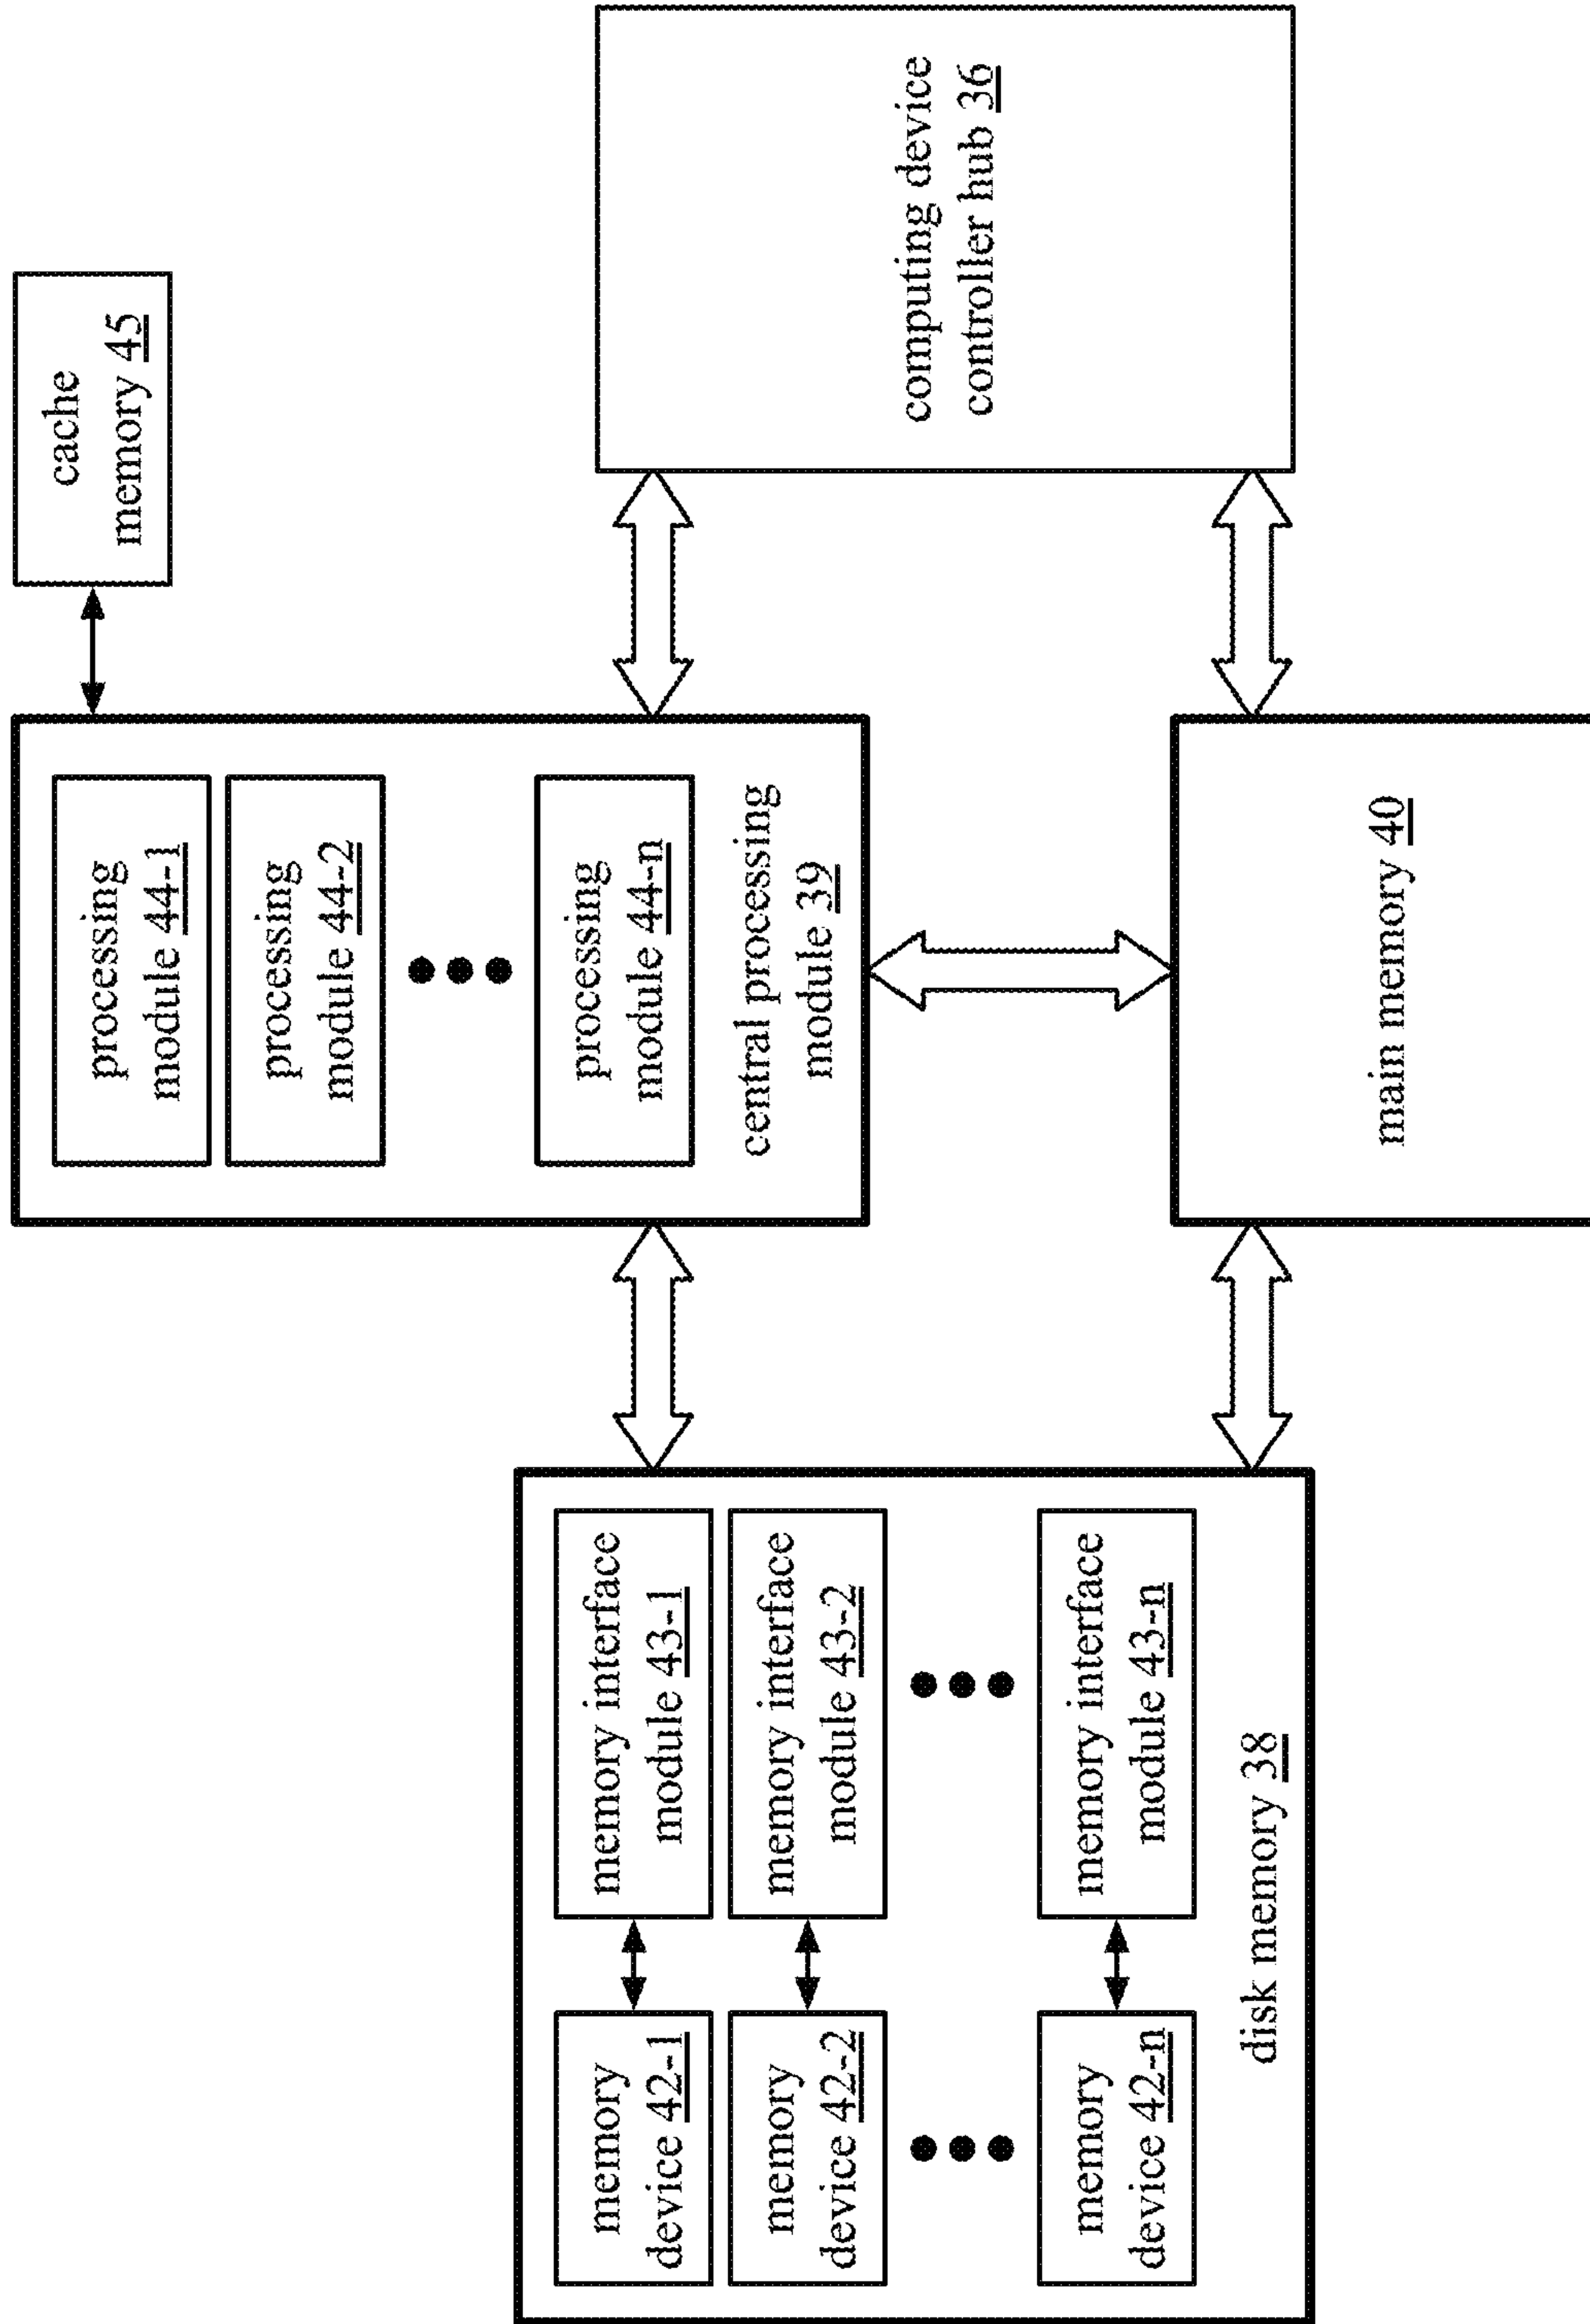 memory
device 42-1
memory interface
module 43-1
memory
device 42-2
memory interface
module 43-2
memory
device 42-n
memory interface
module 43-n
disk memory 38
processing
module 44-1
processing
module 44-2
processing
module 44-n
central processing
module 39
cache
memory 45
main memory 40
computing device
controller hub 36